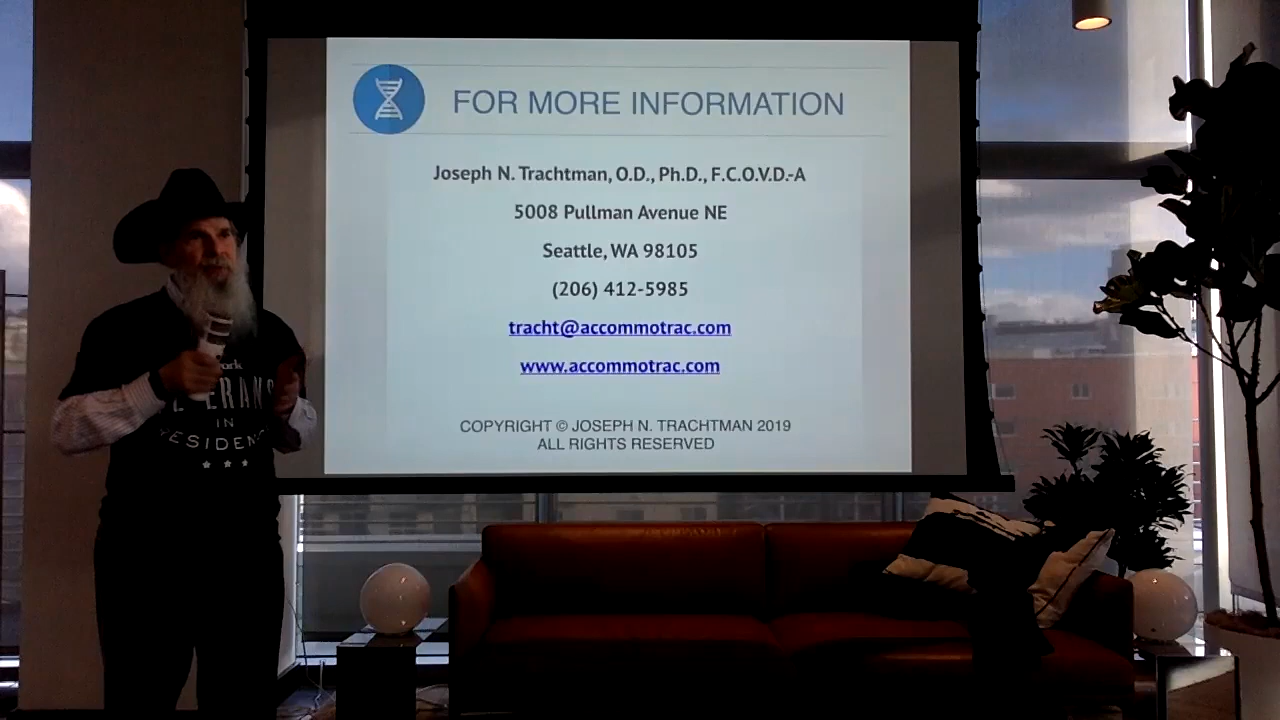 FOR MORE INFORMATION
Joseph N. Trachtman, O.D., Ph.D., F.C.O.V.D.-A
5008 Pullman Avenue NE
Seattle, WA 98105
(206) 412-5985
tracht@accommotrac.com
www.accommotrac.com
COPYRIGHT © JOSEPH N. TRACHTMAN 2019
ALL RIGHTS RESERVED
IN